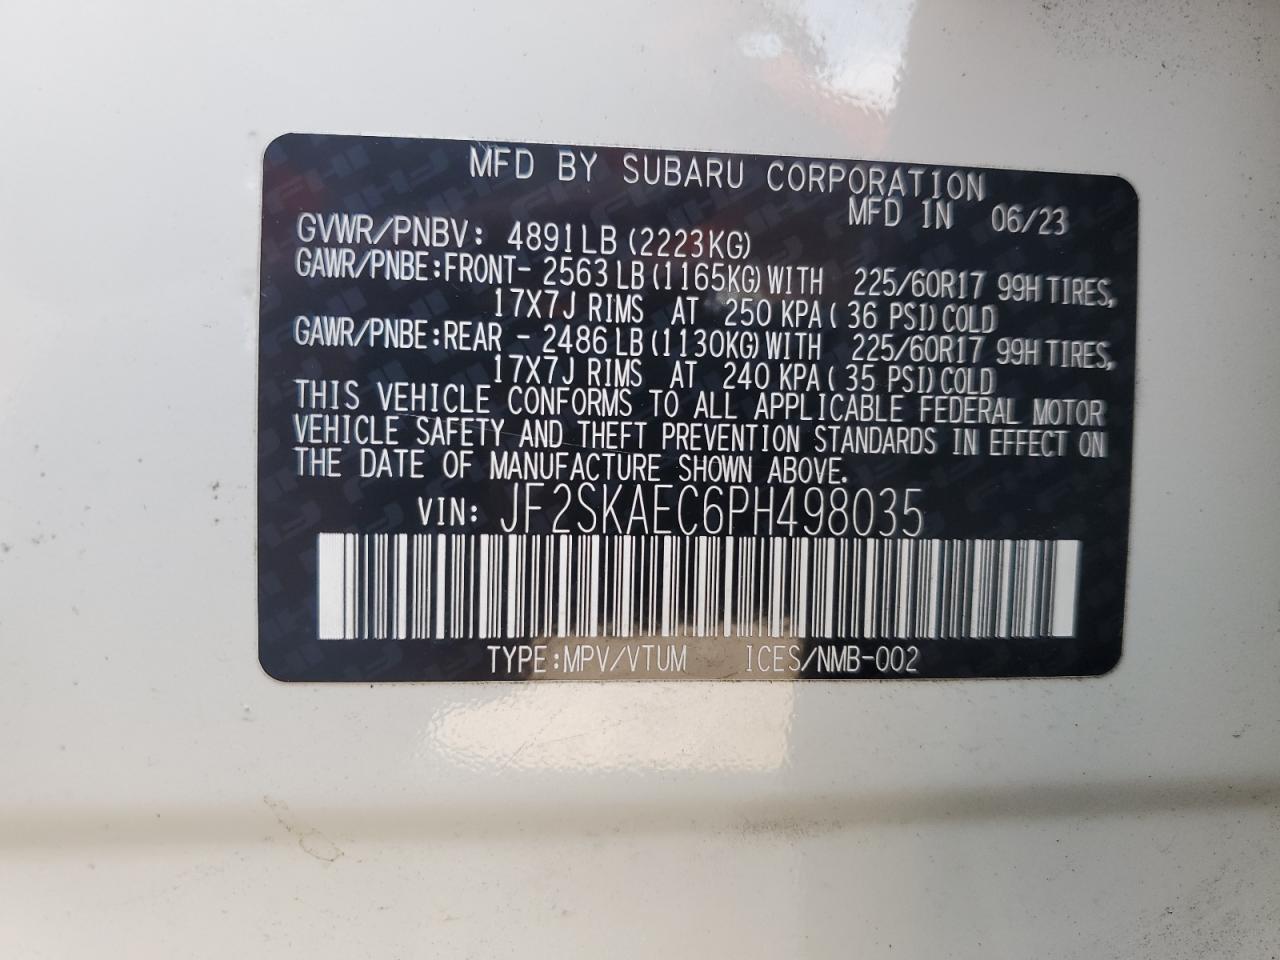 MFD BY SUBARU CORPORATION
MFD IN 06/23
GVWR/PNBV: 4891LB (2223KG)
GAWR/PNBE:FRONT- 2563LB(1165KG)WITH 225/60R17 99H TIRES,
17X7J RIMS AT 250 KPA( 36 PSI)COLD
GAWR/PNBE:REAR - 2486LB(1130KG)WITH 225/60R17 99H TIRES,
17X7J RIMS AT 240 KPA( 35 PSI)COLD
THIS VEHICLE CONFORMS TO ALL APPLICABLE FEDERAL MOTOR
VEHICLE SAFETY AND THEFT PREVENTION STANDARDS IN EFFECT ON
THE DATE OF MANUFACTURE SHOWN ABOVE.
VIN: JF2SKAEC6PH498035
TYPE:MPV/VTUM ICES/NMB-002